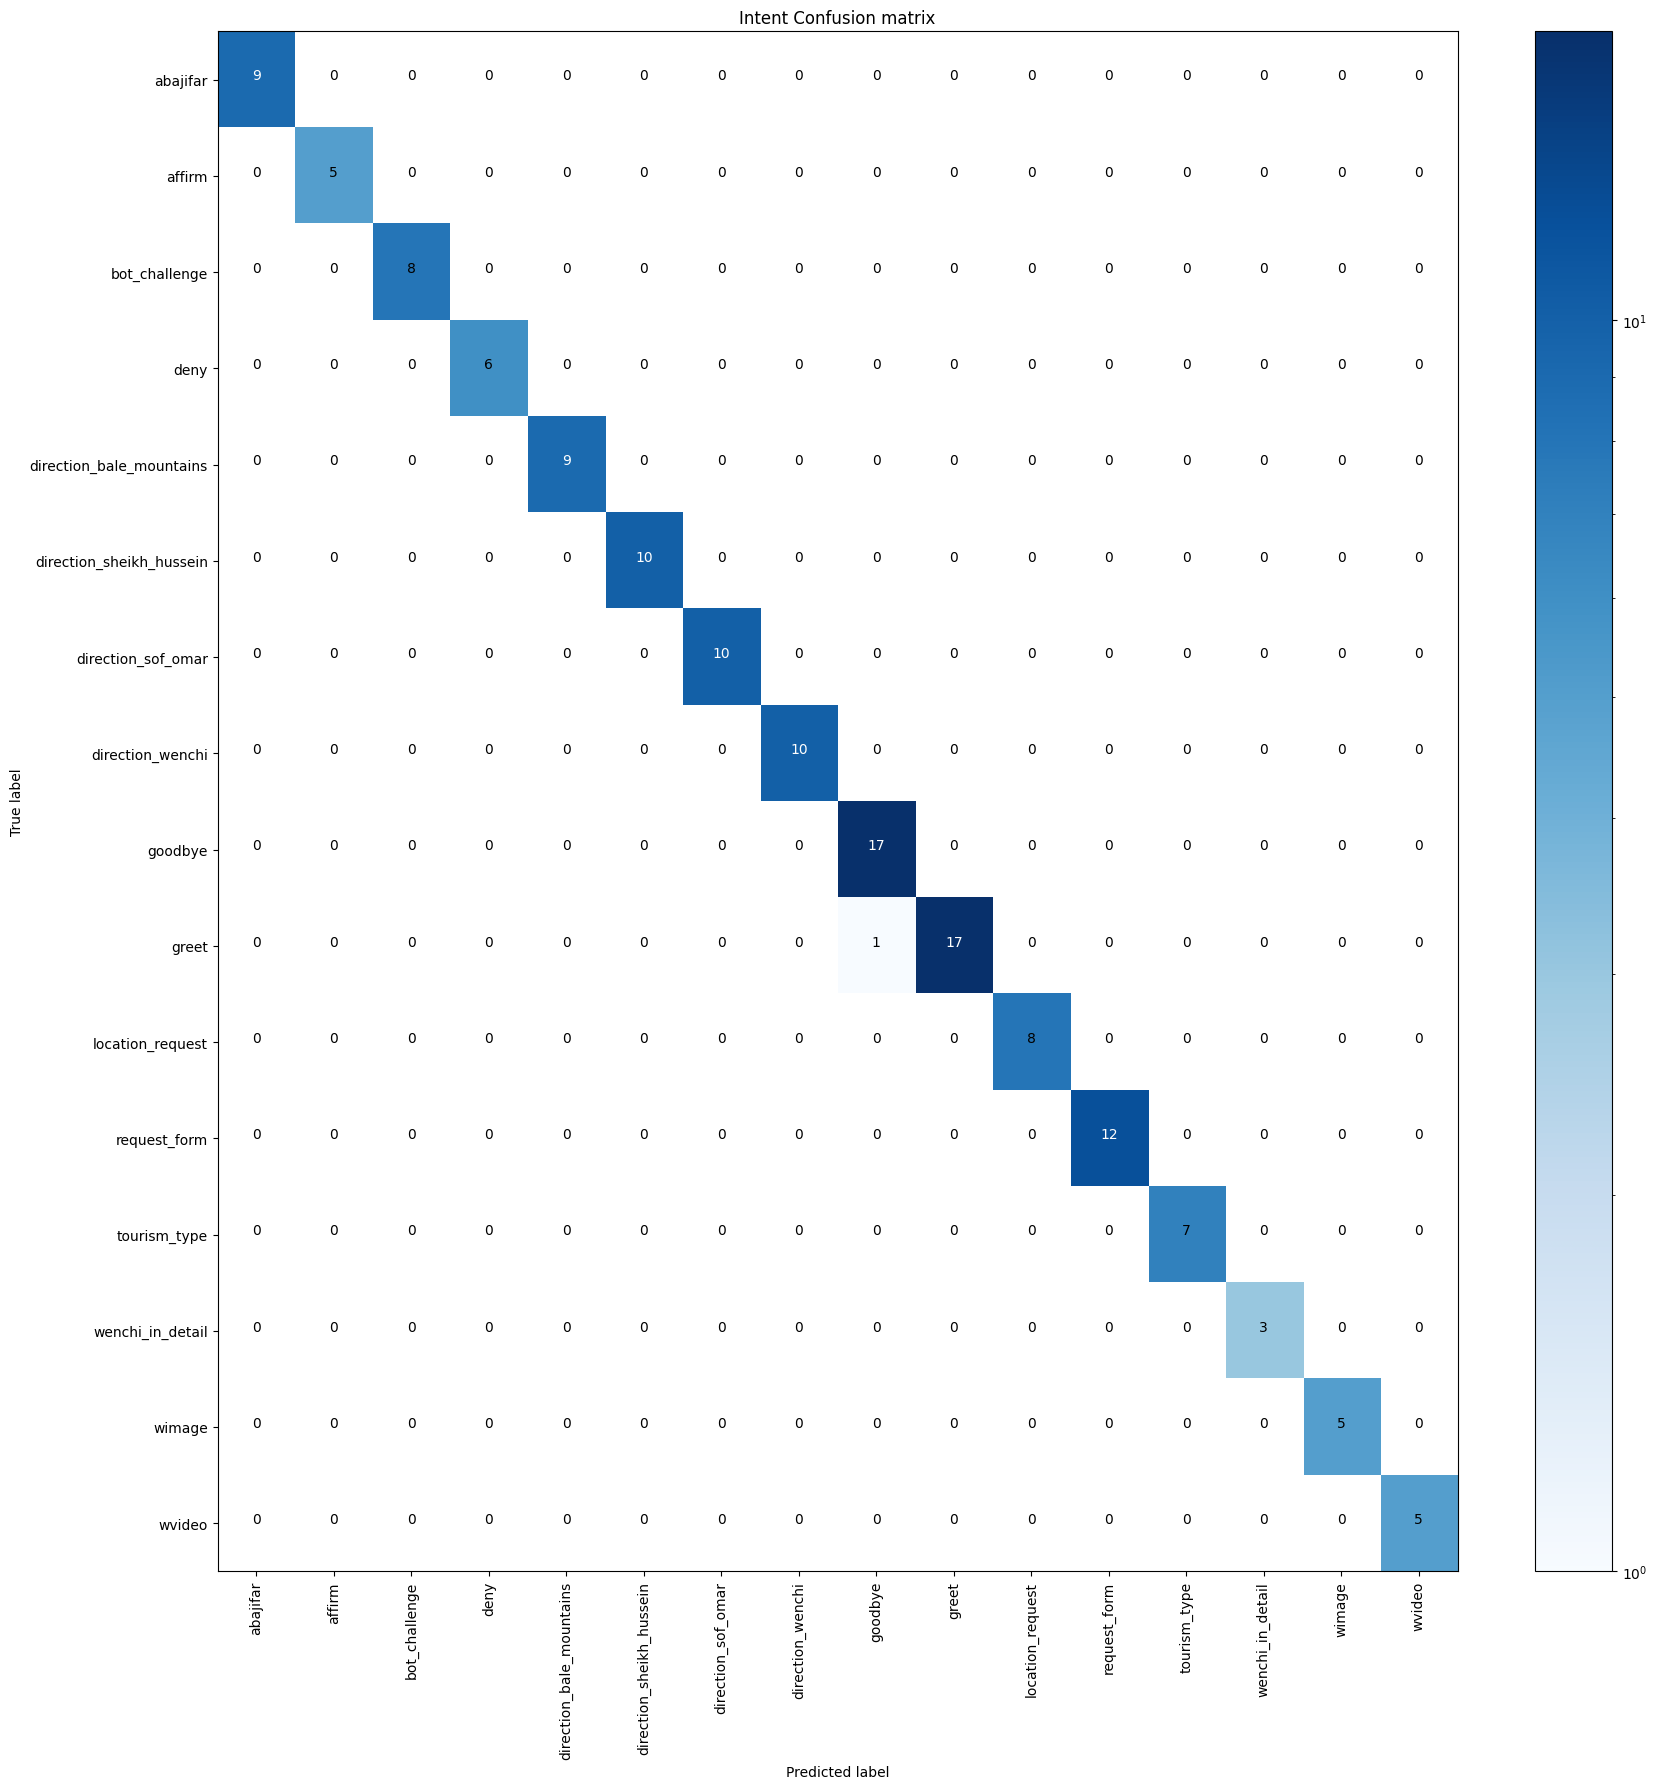 Intent Confusion matrix
abajifar 9 0 0 0 0 0 0 0 0 0 0 0 0 0 0 0
affirm 0 5 0 0 0 0 0 0 0 0 0 0 0 0 0 0
bot_challenge 0 0 8 0 0 0 0 0 0 0 0 0 0 0 0 0
10¹
deny 0 0 0 6 0 0 0 0 0 0 0 0 0 0 0 0
direction_bale_mountains 0 0 0 0 9 0 0 0 0 0 0 0 0 0 0 0
direction_sheikh_hussein 0 0 0 0 0 10 0 0 0 0 0 0 0 0 0 0
direction_sof_omar 0 0 0 0 0 0 10 0 0 0 0 0 0 0 0 0
direction_wenchi 0 0 0 0 0 0 0 10 0 0 0 0 0 0 0 0
True label
goodbye 0 0 0 0 0 0 0 0 17 0 0 0 0 0 0 0
greet 0 0 0 0 0 0 0 0 1 17 0 0 0 0 0 0
location_request 0 0 0 0 0 0 0 0 0 0 8 0 0 0 0 0
request_form 0 0 0 0 0 0 0 0 0 0 0 12 0 0 0 0
tourism_type 0 0 0 0 0 0 0 0 0 0 0 0 7 0 0 0
wenchi_in_detail 0 0 0 0 0 0 0 0 0 0 0 0 0 3 0 0
wimage 0 0 0 0 0 0 0 0 0 0 0 0 0 0 5 0
wvideo 0 0 0 0 0 0 0 0 0 0 0 0 0 0 0 5
10⁰
abajifar
affirm
bot_challenge
deny
direction_bale_mountains
direction_sheikh_hussein
direction_sof_omar
direction_wenchi
goodbye
greet
location_request
request_form
tourism_type
wenchi_in_detail
wimage
wvideo
Predicted label